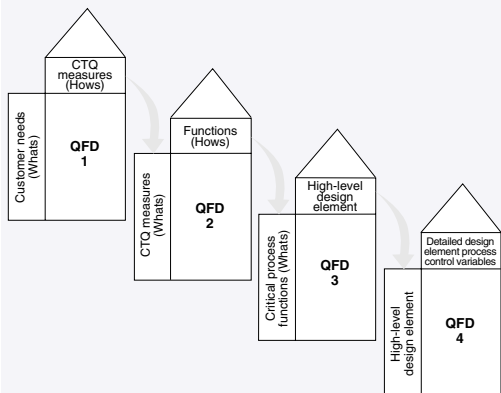 CTQ
measures
(Hows)
Customer needs
(Whats)
QFD
1
Functions
(Hows)
CTQ measures
(Whats)
QFD
2
High-level
design
element
Critical process
functions (Whats)
QFD
3
Detailed design
element process
control variables
High-level
design element
QFD
4